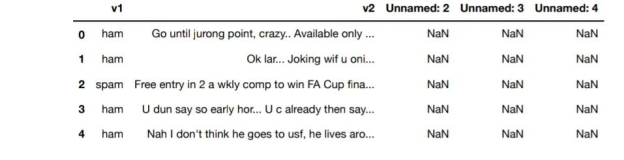 v1 v2 Unnamed: 2 Unnamed: 3 Unnamed: 4
0 ham Go until jurong point, crazy.. Available only ... NaN NaN NaN
1 ham Ok lar... Joking wif u oni... NaN NaN NaN
2 spam Free entry in 2 a wkly comp to win FA Cup fina... NaN NaN NaN
3 ham U dun say so early hor... U c already then say... NaN NaN NaN
4 ham Nah I don't think he goes to usf, he lives aro... NaN NaN NaN